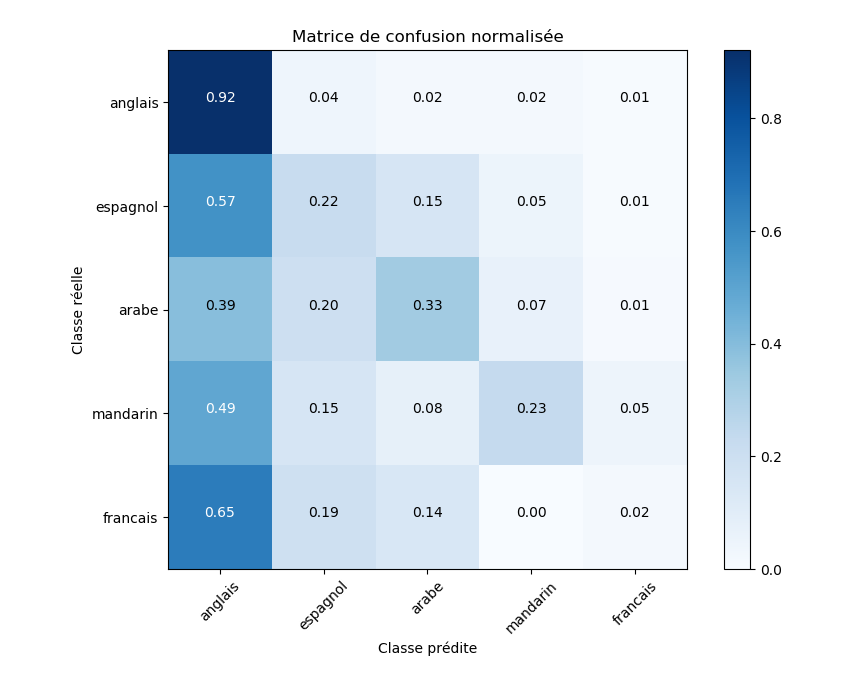 Matrice de confusion normalisée
anglais 0.92 0.04 0.02 0.02 0.01
espagnol 0.57 0.22 0.15 0.05 0.01
arabe 0.39 0.20 0.33 0.07 0.01
mandarin 0.49 0.15 0.08 0.23 0.05
francais 0.65 0.19 0.14 0.00 0.02
anglais espagnol arabe mandarin francais
Classe prédite
Classe réelle
0.8
0.6
0.4
0.2
0.0